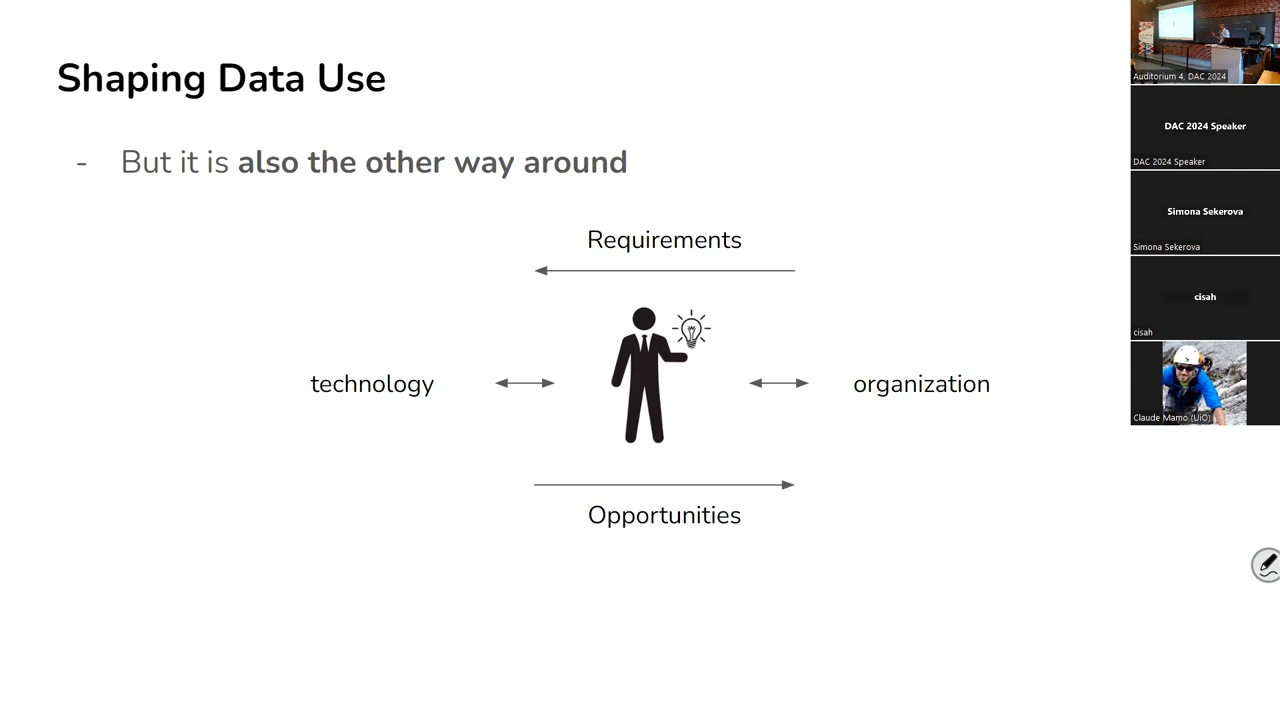 Shaping Data Use
- But it is also the other way around
Requirements
technology
organization
Opportunities
Auditorium 4, DAC 2024
DAC 2024 Speaker
DAC 2024 Speaker
Simona Sekerova
Simona Sekerova
cisah
cisah
Claude Mamo (UiO)